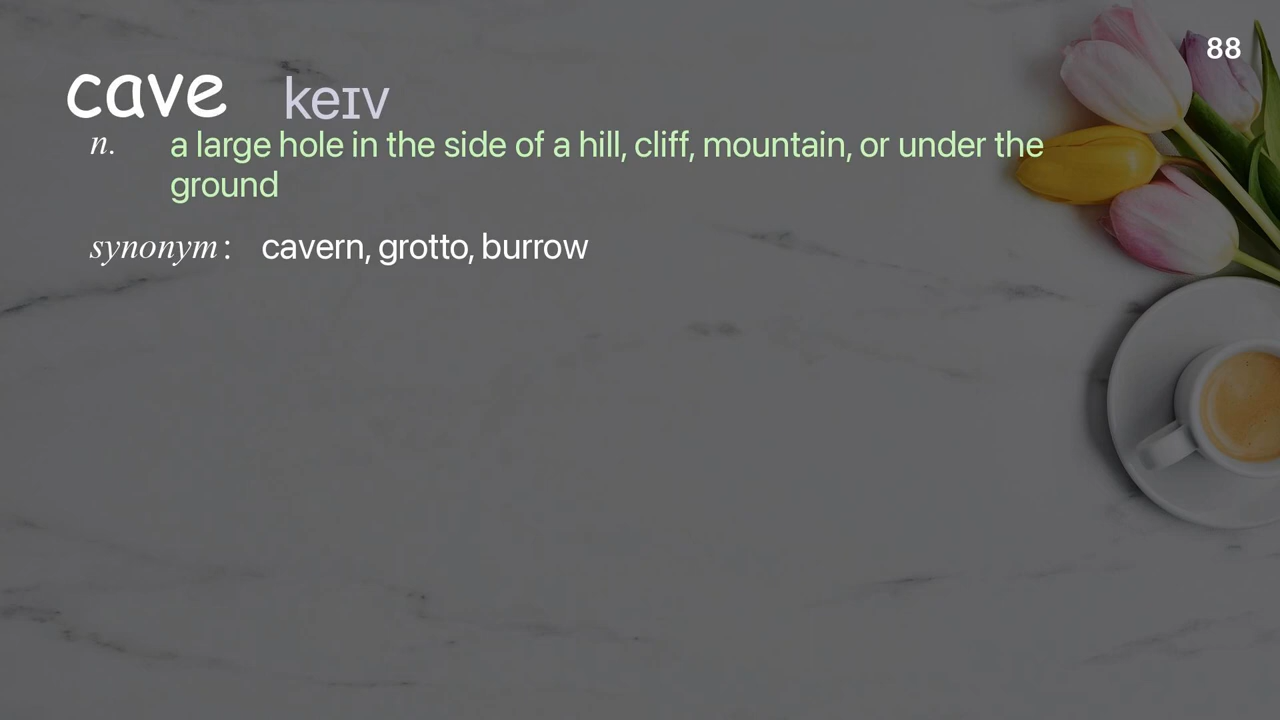 88
cave keɪv
n. a large hole in the side of a hill, cliff, mountain, or under the
ground
synonym: cavern, grotto, burrow